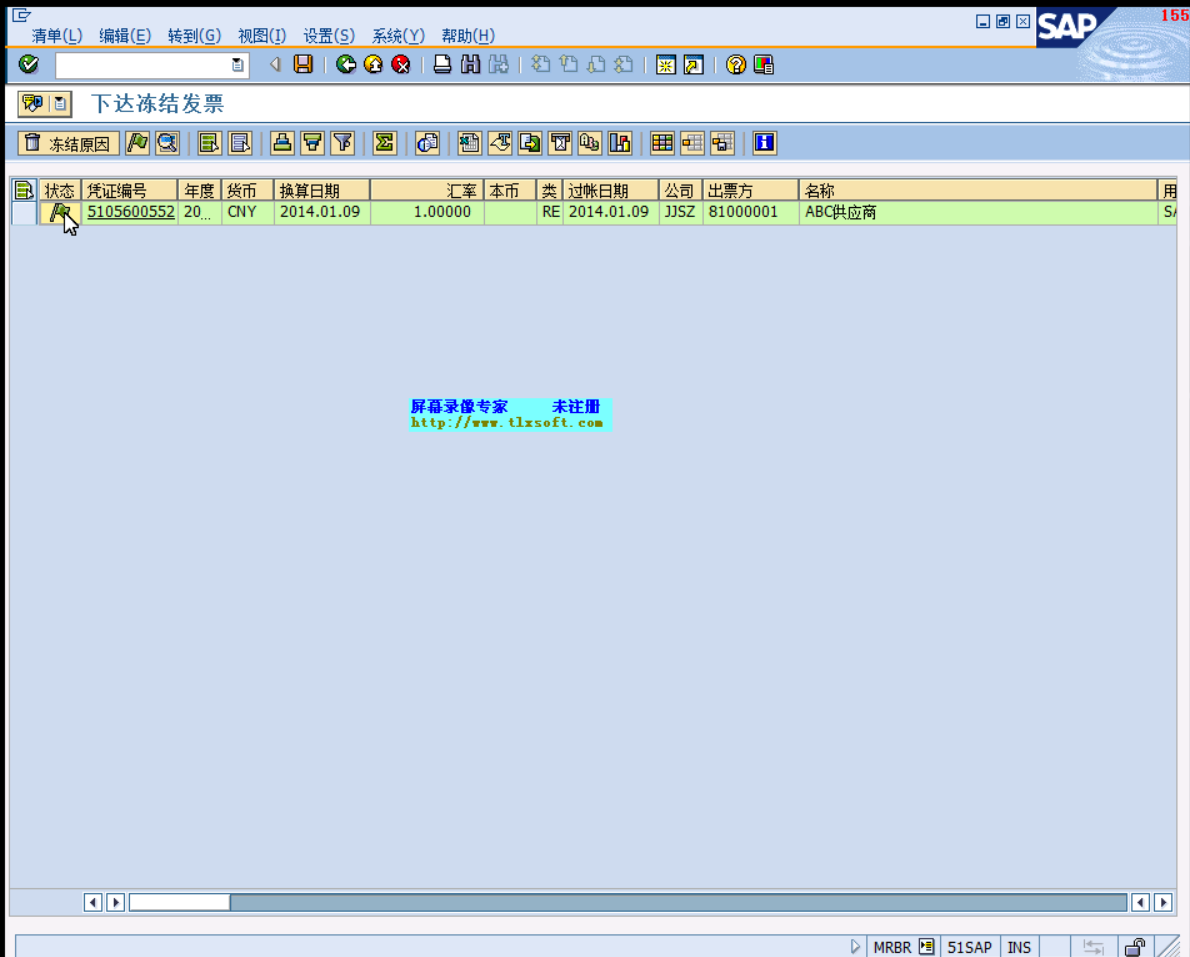 155
清单(L) 编辑(E) 转到(G) 视图(I) 设置(S) 系统(Y) 帮助(H)
SAP
下达冻结发票
冻结原因
状态 凭证编号 年度 货币 换算日期 汇率 本币 类 过帐日期 公司 出票方 名称 用
5105600552 20.. CNY 2014.01.09 1.00000 RE 2014.01.09 JJSZ 81000001 ABC供应商 SA
屏幕录像专家 未注册
http://www.tlxsoft.com
MRBR 51SAP INS